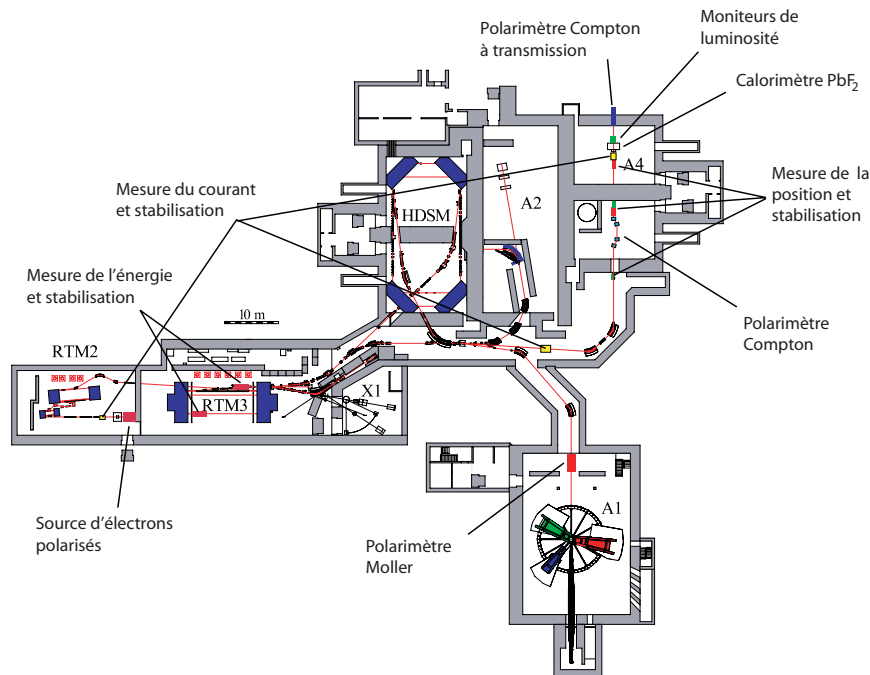 Polarimètre Compton
à transmission
Moniteurs de
luminosité
Calorimètre PbF2
A4
Mesure de la
position et
stabilisation
Mesure du courant
et stabilisation
HDSM
A2
Mesure de l'énergie
et stabilisation
10 m
Polarimètre
Compton
RTM2
RTM3
X1
Source d'électrons
polarisés
Polarimètre
Moller
A1